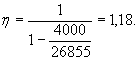 η = 1 / (1 − 4000 / 26855) = 1,18.